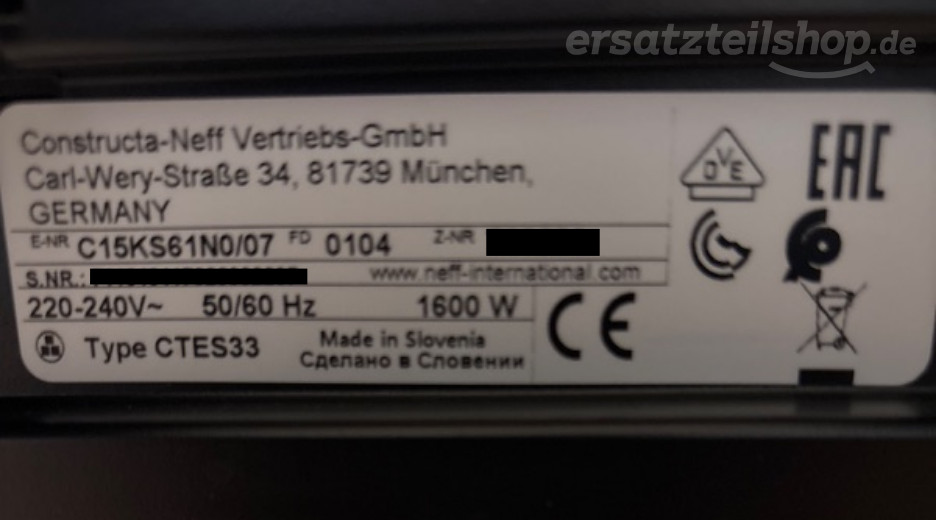 ersatzteilshop.de
Constructa-Neff Vertriebs-GmbH
Carl-Wery-Straße 34, 81739 München,
GERMANY
E-NR C15KS61N0/07 FD 0104 Z-NR
S.NR.:
www.neff-international.com
220-240V~ 50/60 Hz 1600 W
Type CTES33
Made in Slovenia
Сделано в Словении
DVE
EAC
CE